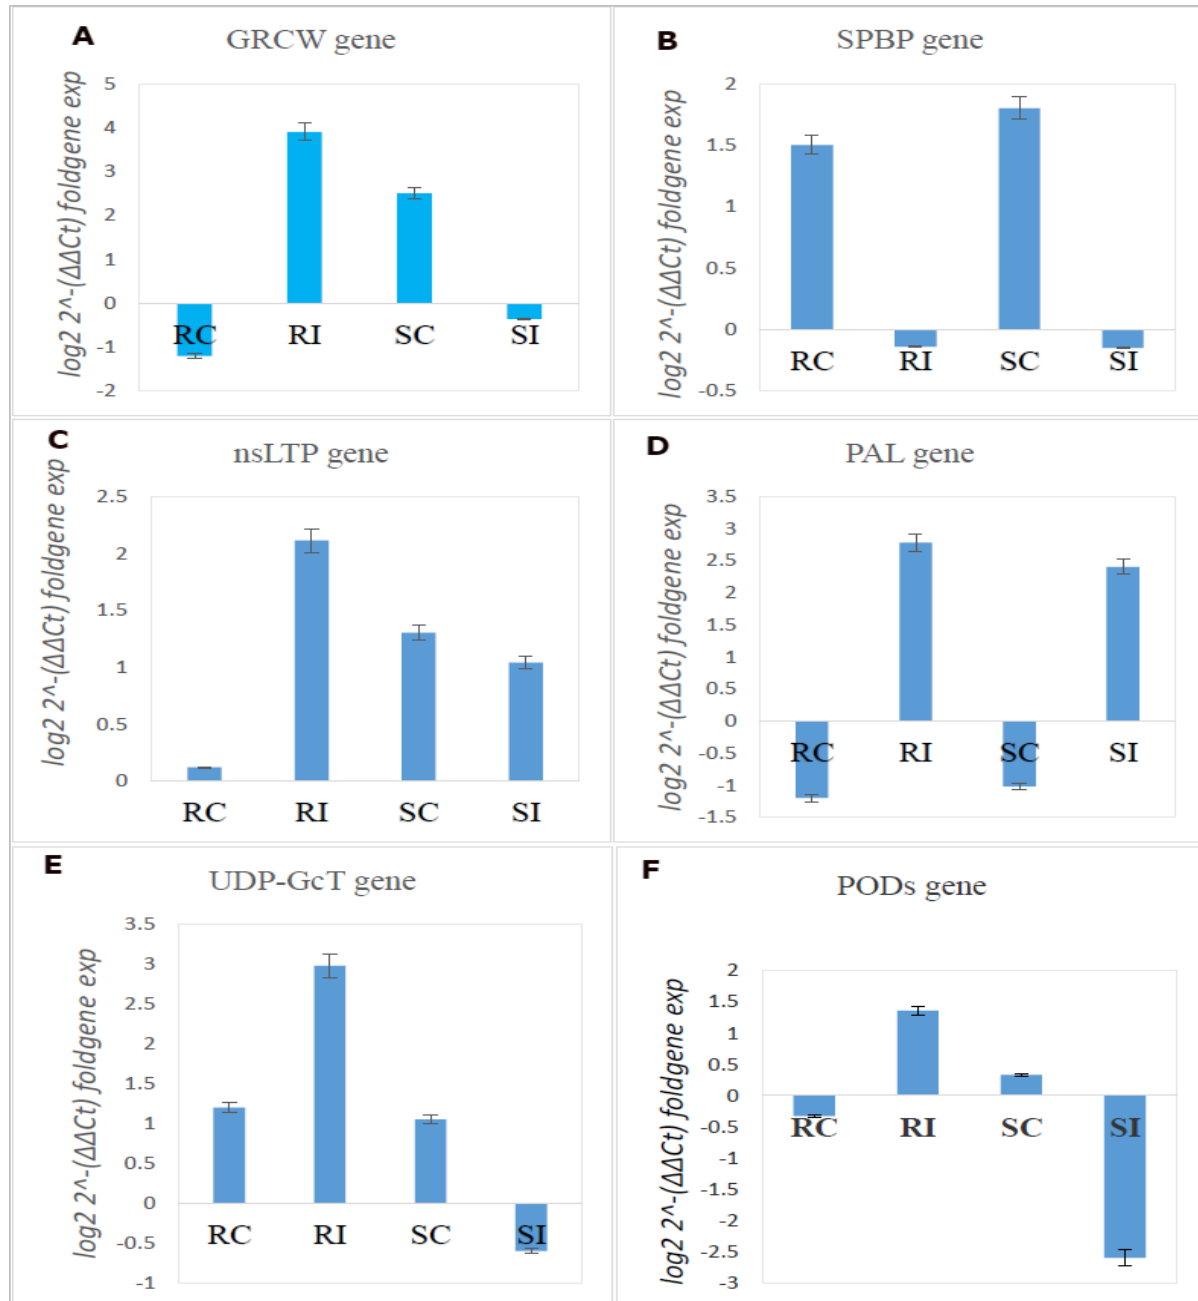 A
GRCW gene
log2 2^-(ΔΔCt) foldgene exp
5
4
3
2
1
0
-1
-2
RC RI SC SI
B
SPBP gene
log2 2^-(ΔΔCt) foldgene exp
2
1.5
1
0.5
0
-0.5
RC RI SC SI
C
nsLTP gene
log2 2^-(ΔΔCt) foldgene exp
2.5
2
1.5
1
0.5
0
RC RI SC SI
D
PAL gene
log2 2^-(ΔΔCt) foldgene exp
3.5
3
2.5
2
1.5
1
0.5
0
-0.5
-1
-1.5
RC RI SC SI
E
UDP-GcT gene
log2 2^-(ΔΔCt) foldgene exp
3.5
3
2.5
2
1.5
1
0.5
0
-0.5
-1
RC RI SC SI
F
PODs gene
log2 2^-(ΔΔCt) foldgene exp
2
1.5
1
0.5
0
-0.5
-1
-1.5
-2
-2.5
-3
RC RI SC SI